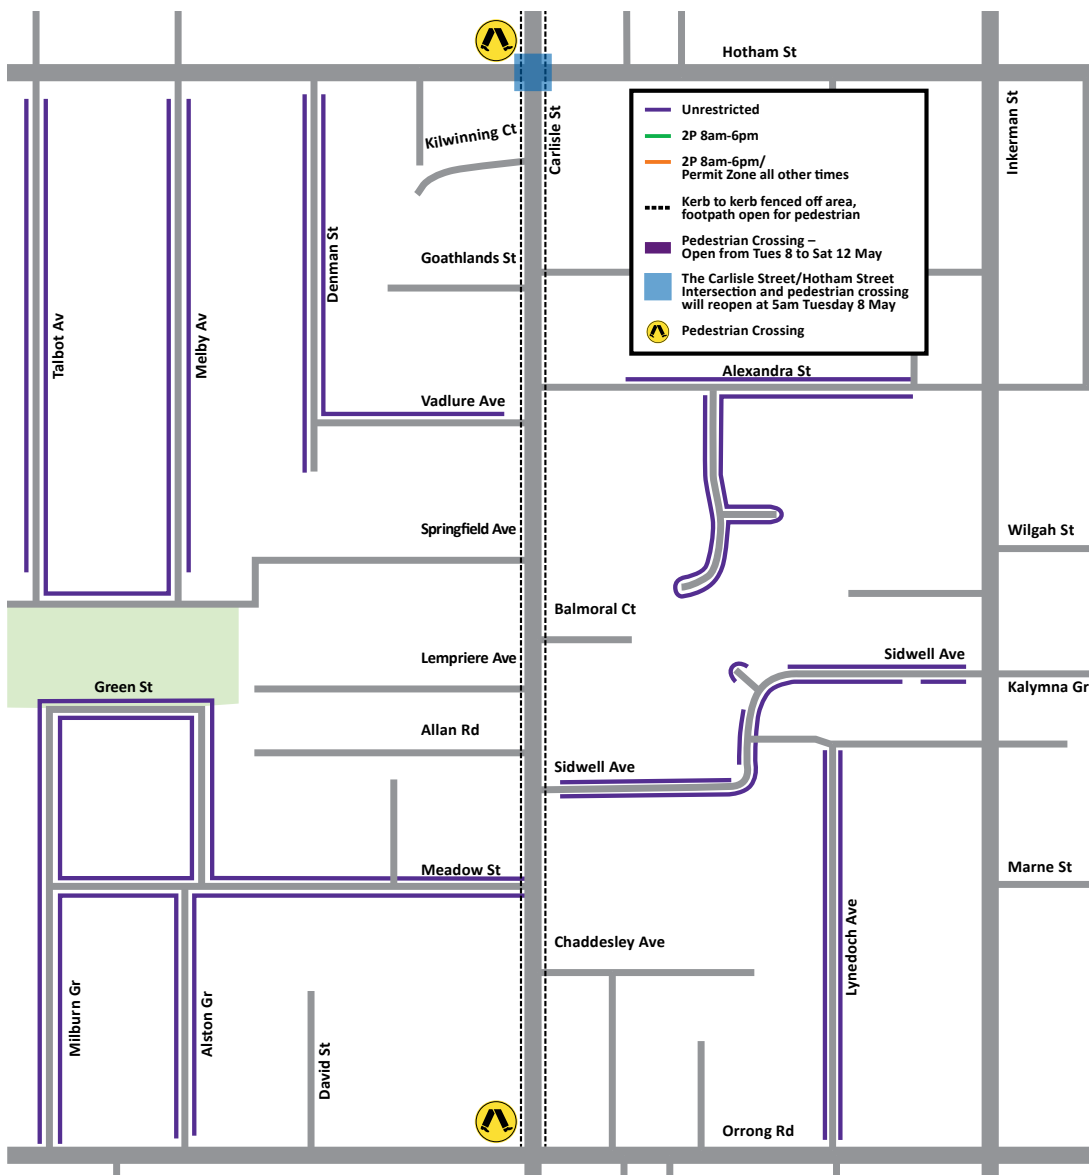 Hotham St
Carlisle St
Inkerman St
Unrestricted
2P 8am-6pm
2P 8am-6pm/
Permit Zone all other times
Kerb to kerb fenced off area,
footpath open for pedestrian
Pedestrian Crossing –
Open from Tues 8 to Sat 12 May
The Carlisle Street/Hotham Street
Intersection and pedestrian crossing
will reopen at 5am Tuesday 8 May
Pedestrian Crossing
Kilwinning Ct
Denman St
Goathlands St
Talbot Av
Melby Av
Alexandra St
Vadlure Ave
Springfield Ave
Wilgah St
Balmoral Ct
Lempriere Ave
Sidwell Ave
Green St
Kalymna Gr
Allan Rd
Sidwell Ave
Meadow St
Marne St
Chaddesley Ave
Lynedoch Ave
Milburn Gr
Alston Gr
David St
Orrong Rd